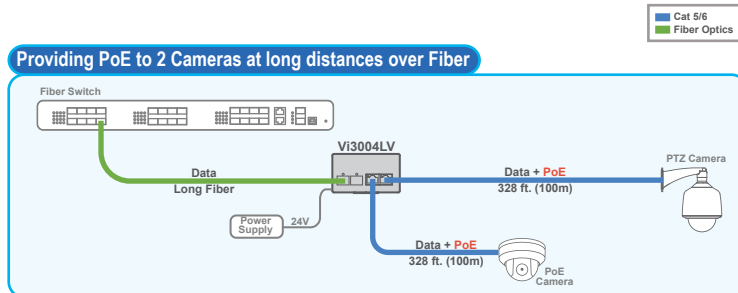 Cat 5/6
Fiber Optics
Providing PoE to 2 Cameras at long distances over Fiber
Fiber Switch
Vi3004LV
Data
Long Fiber
Data + PoE
328 ft. (100m)
PTZ Camera
Power
Supply
24V
Data + PoE
328 ft. (100m)
PoE
Camera